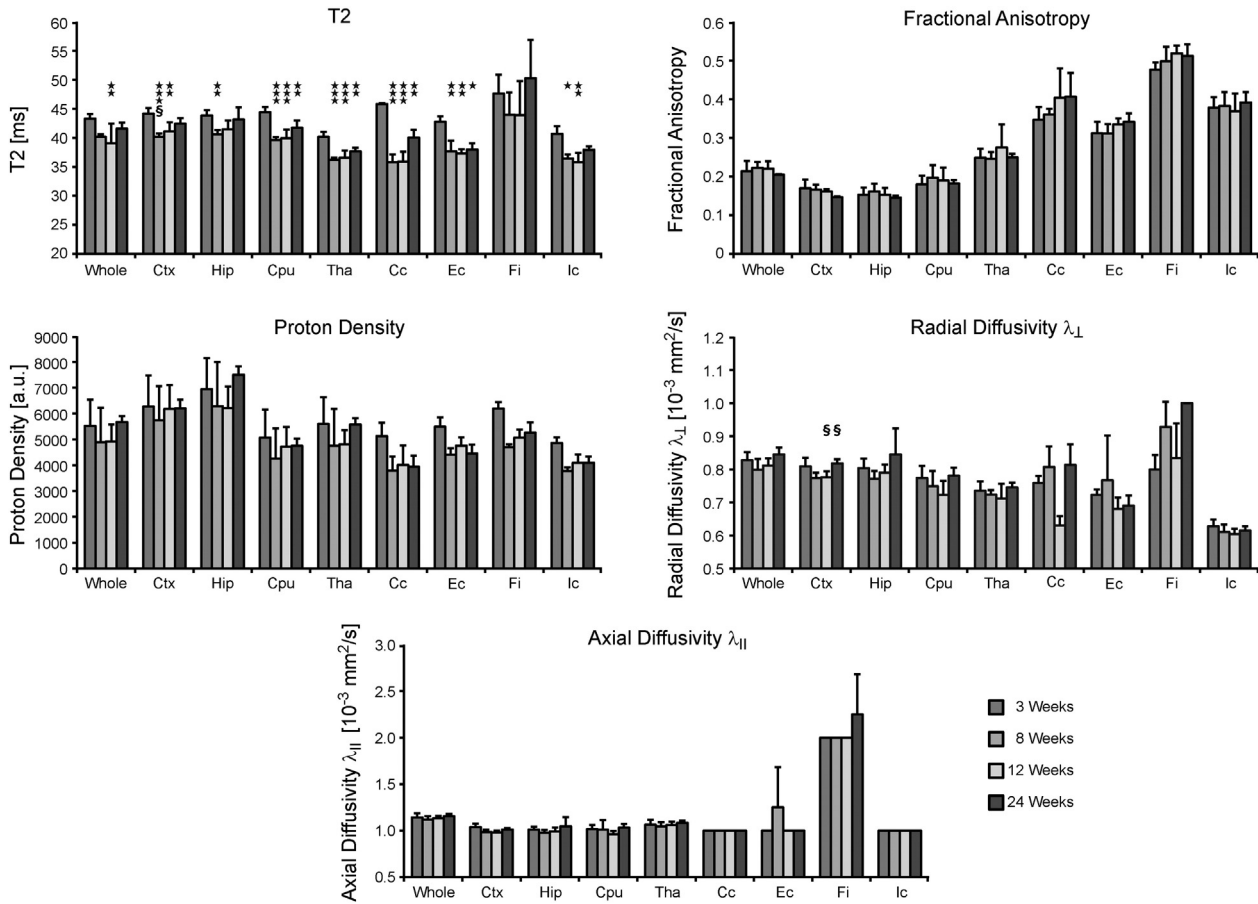 T2
T2 [ms]
60
55
50
45
40
35
30
25
20
§
Whole Ctx Hip Cpu Tha Cc Ec Fi Ic
Fractional Anisotropy
Fractional Anisotropy
0.6
0.5
0.4
0.3
0.2
0.1
0
Whole Ctx Hip Cpu Tha Cc Ec Fi Ic
Proton Density
Proton Density [a.u.]
9000
8000
7000
6000
5000
4000
3000
2000
1000
0
Whole Ctx Hip Cpu Tha Cc Ec Fi Ic
Radial Diffusivity λ⊥
Radial Diffusivity λ⊥ [10⁻³ mm²/s]
1.2
1.1
1.0
0.9
0.8
0.7
0.6
0.5
§ §
Whole Ctx Hip Cpu Tha Cc Ec Fi Ic
Axial Diffusivity λ||
Axial Diffusivity λ|| [10⁻³ mm²/s]
3.0
2.5
2.0
1.5
1.0
0.5
Whole Ctx Hip Cpu Tha Cc Ec Fi Ic
3 Weeks
8 Weeks
12 Weeks
24 Weeks